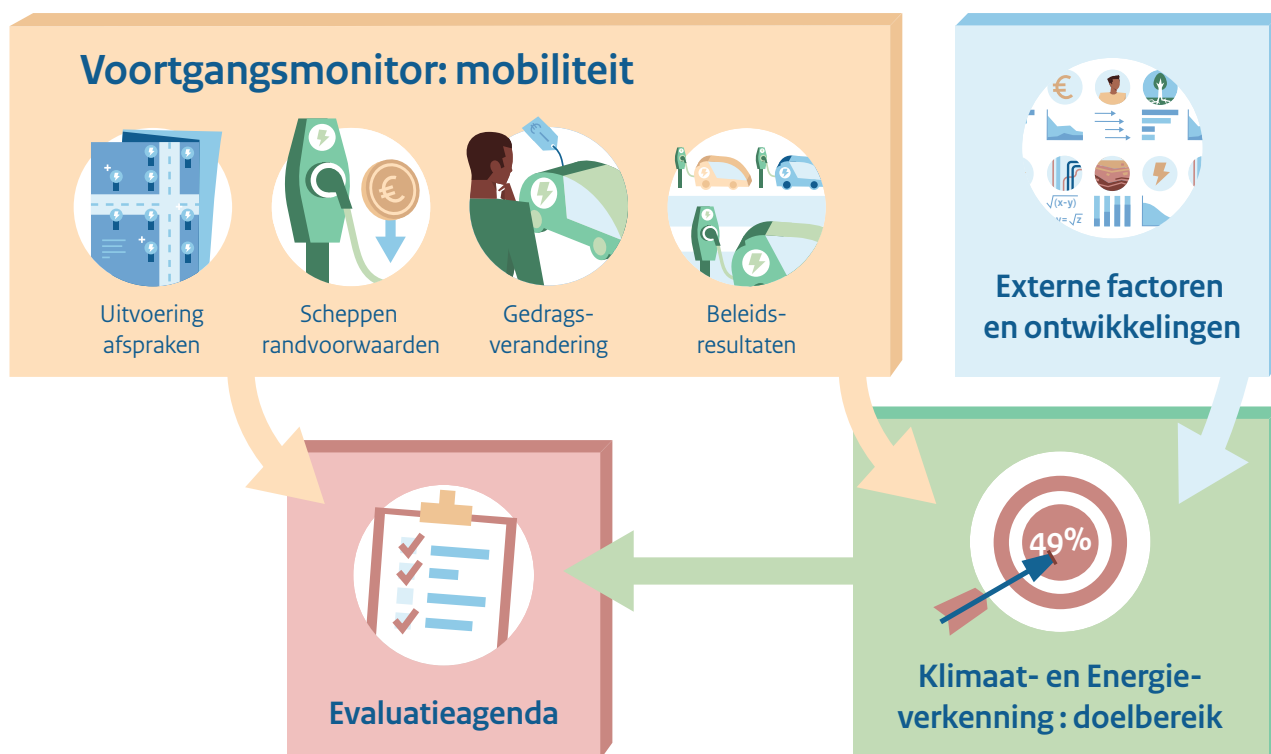 Voortgangsmonitor: mobiliteit
Uitvoering
afspraken
Scheppen
randvoorwaarden
Gedrags-
verandering
Beleids-
resultaten
€
€
€
√(x-y)
y= √z
Externe factoren
en ontwikkelingen
Evaluatieagenda
49%
Klimaat- en Energie-
verkenning : doelbereik